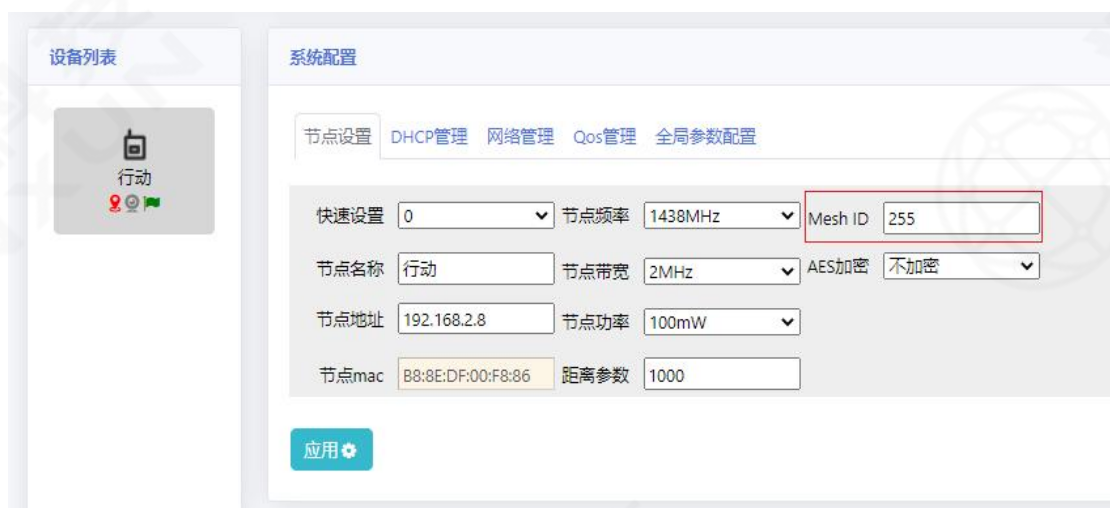 设备列表
行动
系统配置
节点设置 DHCP管理 网络管理 Qos管理 全局参数配置
快速设置 0 节点频率 1438MHz Mesh ID 255
节点名称 行动 节点带宽 2MHz AES加密 不加密
节点地址 192.168.2.8 节点功率 100mW
节点mac B8:8E:DF:00:F8:86 距离参数 1000
应用